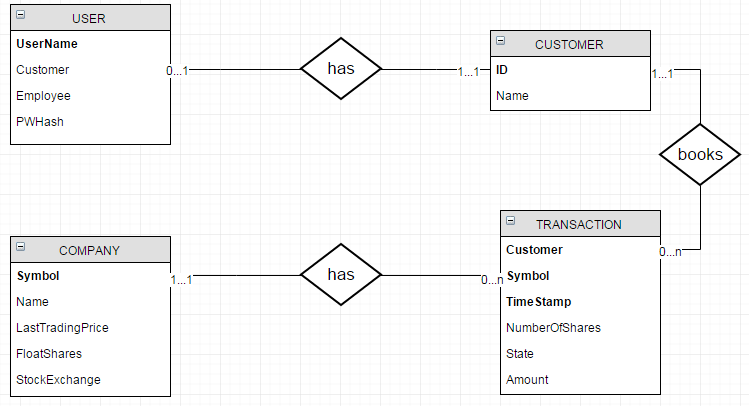 USER
UserName
Customer
Employee
PWHash
0...1
has
1...1
CUSTOMER
ID
Name
1...1
books
COMPANY
Symbol
Name
LastTradingPrice
FloatShares
StockExchange
1...1
has
0...n
TRANSACTION
Customer
Symbol
TimeStamp
NumberOfShares
State
Amount
0...n